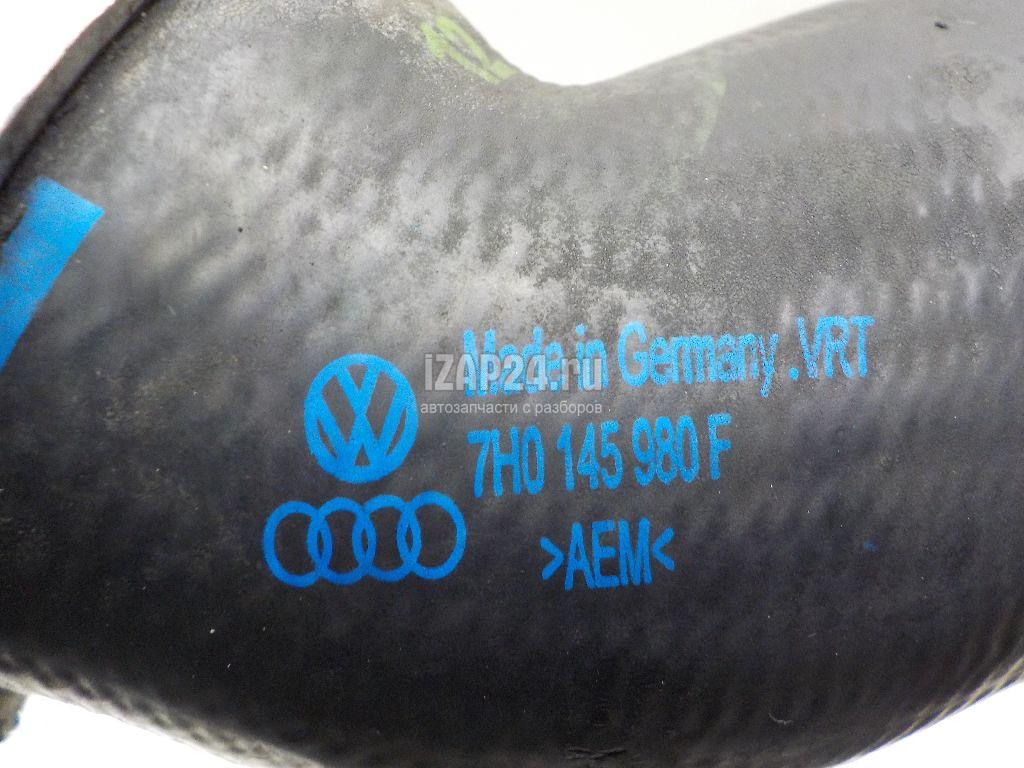 Made in Germany .VRT
iZAP24.ru
автозапчасти с разборов
7H0 145 980 F
>AEM<